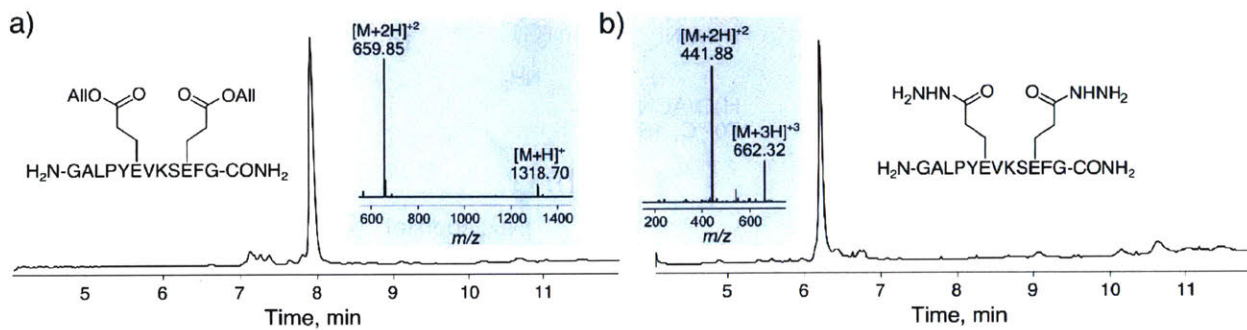 a)
[M+2H]⁺²
659.85
[M+H]⁺
1318.70
600 800 1000 1200 1400
m/z
AllO O O OAll
H₂N-GALPYEVKSEFG-CONH₂
5 6 7 8 9 10 11
Time, min
b)
[M+2H]⁺²
441.88
[M+3H]⁺³
662.32
200 400 600
m/z
H₂NHN O O NHNH₂
H₂N-GALPYEVKSEFG-CONH₂
5 6 7 8 9 10 11
Time, min